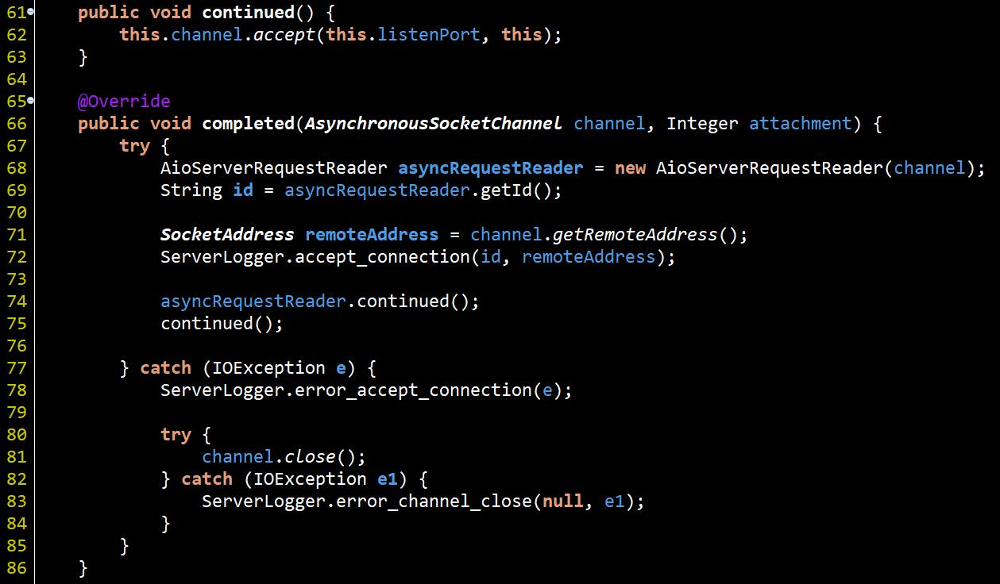 61 public void continued() {
62 this.channel.accept(this.listenPort, this);
63 }
64
65 @Override
66 public void completed(AsynchronousSocketChannel channel, Integer attachment) {
67 try {
68 AioServerRequestReader asyncRequestReader = new AioServerRequestReader(channel);
69 String id = asyncRequestReader.getId();
70
71 SocketAddress remoteAddress = channel.getRemoteAddress();
72 ServerLogger.accept_connection(id, remoteAddress);
73
74 asyncRequestReader.continued();
75 continued();
76
77 } catch (IOException e) {
78 ServerLogger.error_accept_connection(e);
79
80 try {
81 channel.close();
82 } catch (IOException e1) {
83 ServerLogger.error_channel_close(null, e1);
84 }
85 }
86 }